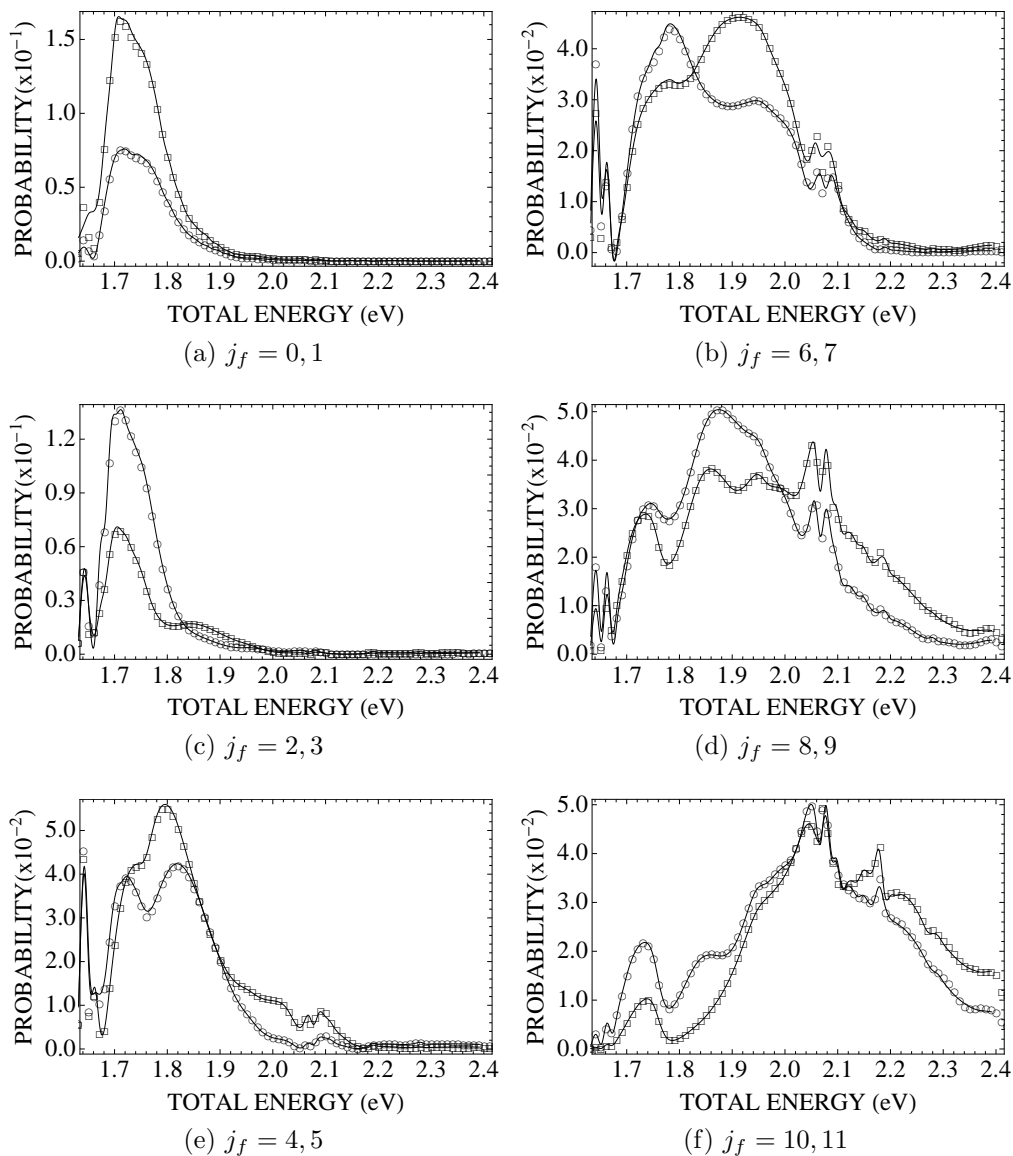 PROBABILITY(x10⁻¹)
1.5
1.0
0.5
0.0
1.7 1.8 1.9 2.0 2.1 2.2 2.3 2.4
TOTAL ENERGY (eV)
(a) j_f = 0, 1
PROBABILITY(x10⁻²)
4.0
3.0
2.0
1.0
0.0
1.7 1.8 1.9 2.0 2.1 2.2 2.3 2.4
TOTAL ENERGY (eV)
(b) j_f = 6, 7
PROBABILITY(x10⁻¹)
1.2
0.9
0.6
0.3
0.0
1.7 1.8 1.9 2.0 2.1 2.2 2.3 2.4
TOTAL ENERGY (eV)
(c) j_f = 2, 3
PROBABILITY(x10⁻²)
5.0
4.0
3.0
2.0
1.0
0.0
1.7 1.8 1.9 2.0 2.1 2.2 2.3 2.4
TOTAL ENERGY (eV)
(d) j_f = 8, 9
PROBABILITY(x10⁻²)
5.0
4.0
3.0
2.0
1.0
0.0
1.7 1.8 1.9 2.0 2.1 2.2 2.3 2.4
TOTAL ENERGY (eV)
(e) j_f = 4, 5
PROBABILITY(x10⁻²)
5.0
4.0
3.0
2.0
1.0
0.0
1.7 1.8 1.9 2.0 2.1 2.2 2.3 2.4
TOTAL ENERGY (eV)
(f) j_f = 10, 11